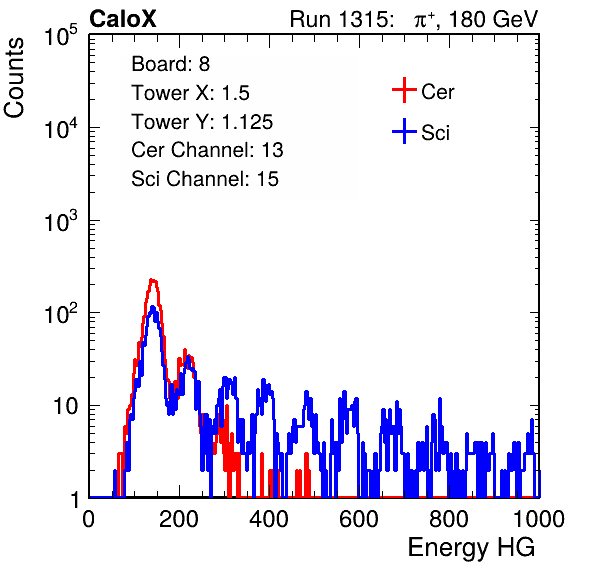 CaloX Run 1315: π⁺, 180 GeV
Counts
10⁵
10⁴
10³
10²
10
1
Board: 8
Tower X: 1.5
Tower Y: 1.125
Cer Channel: 13
Sci Channel: 15
Cer
Sci
0 200 400 600 800 1000
Energy HG